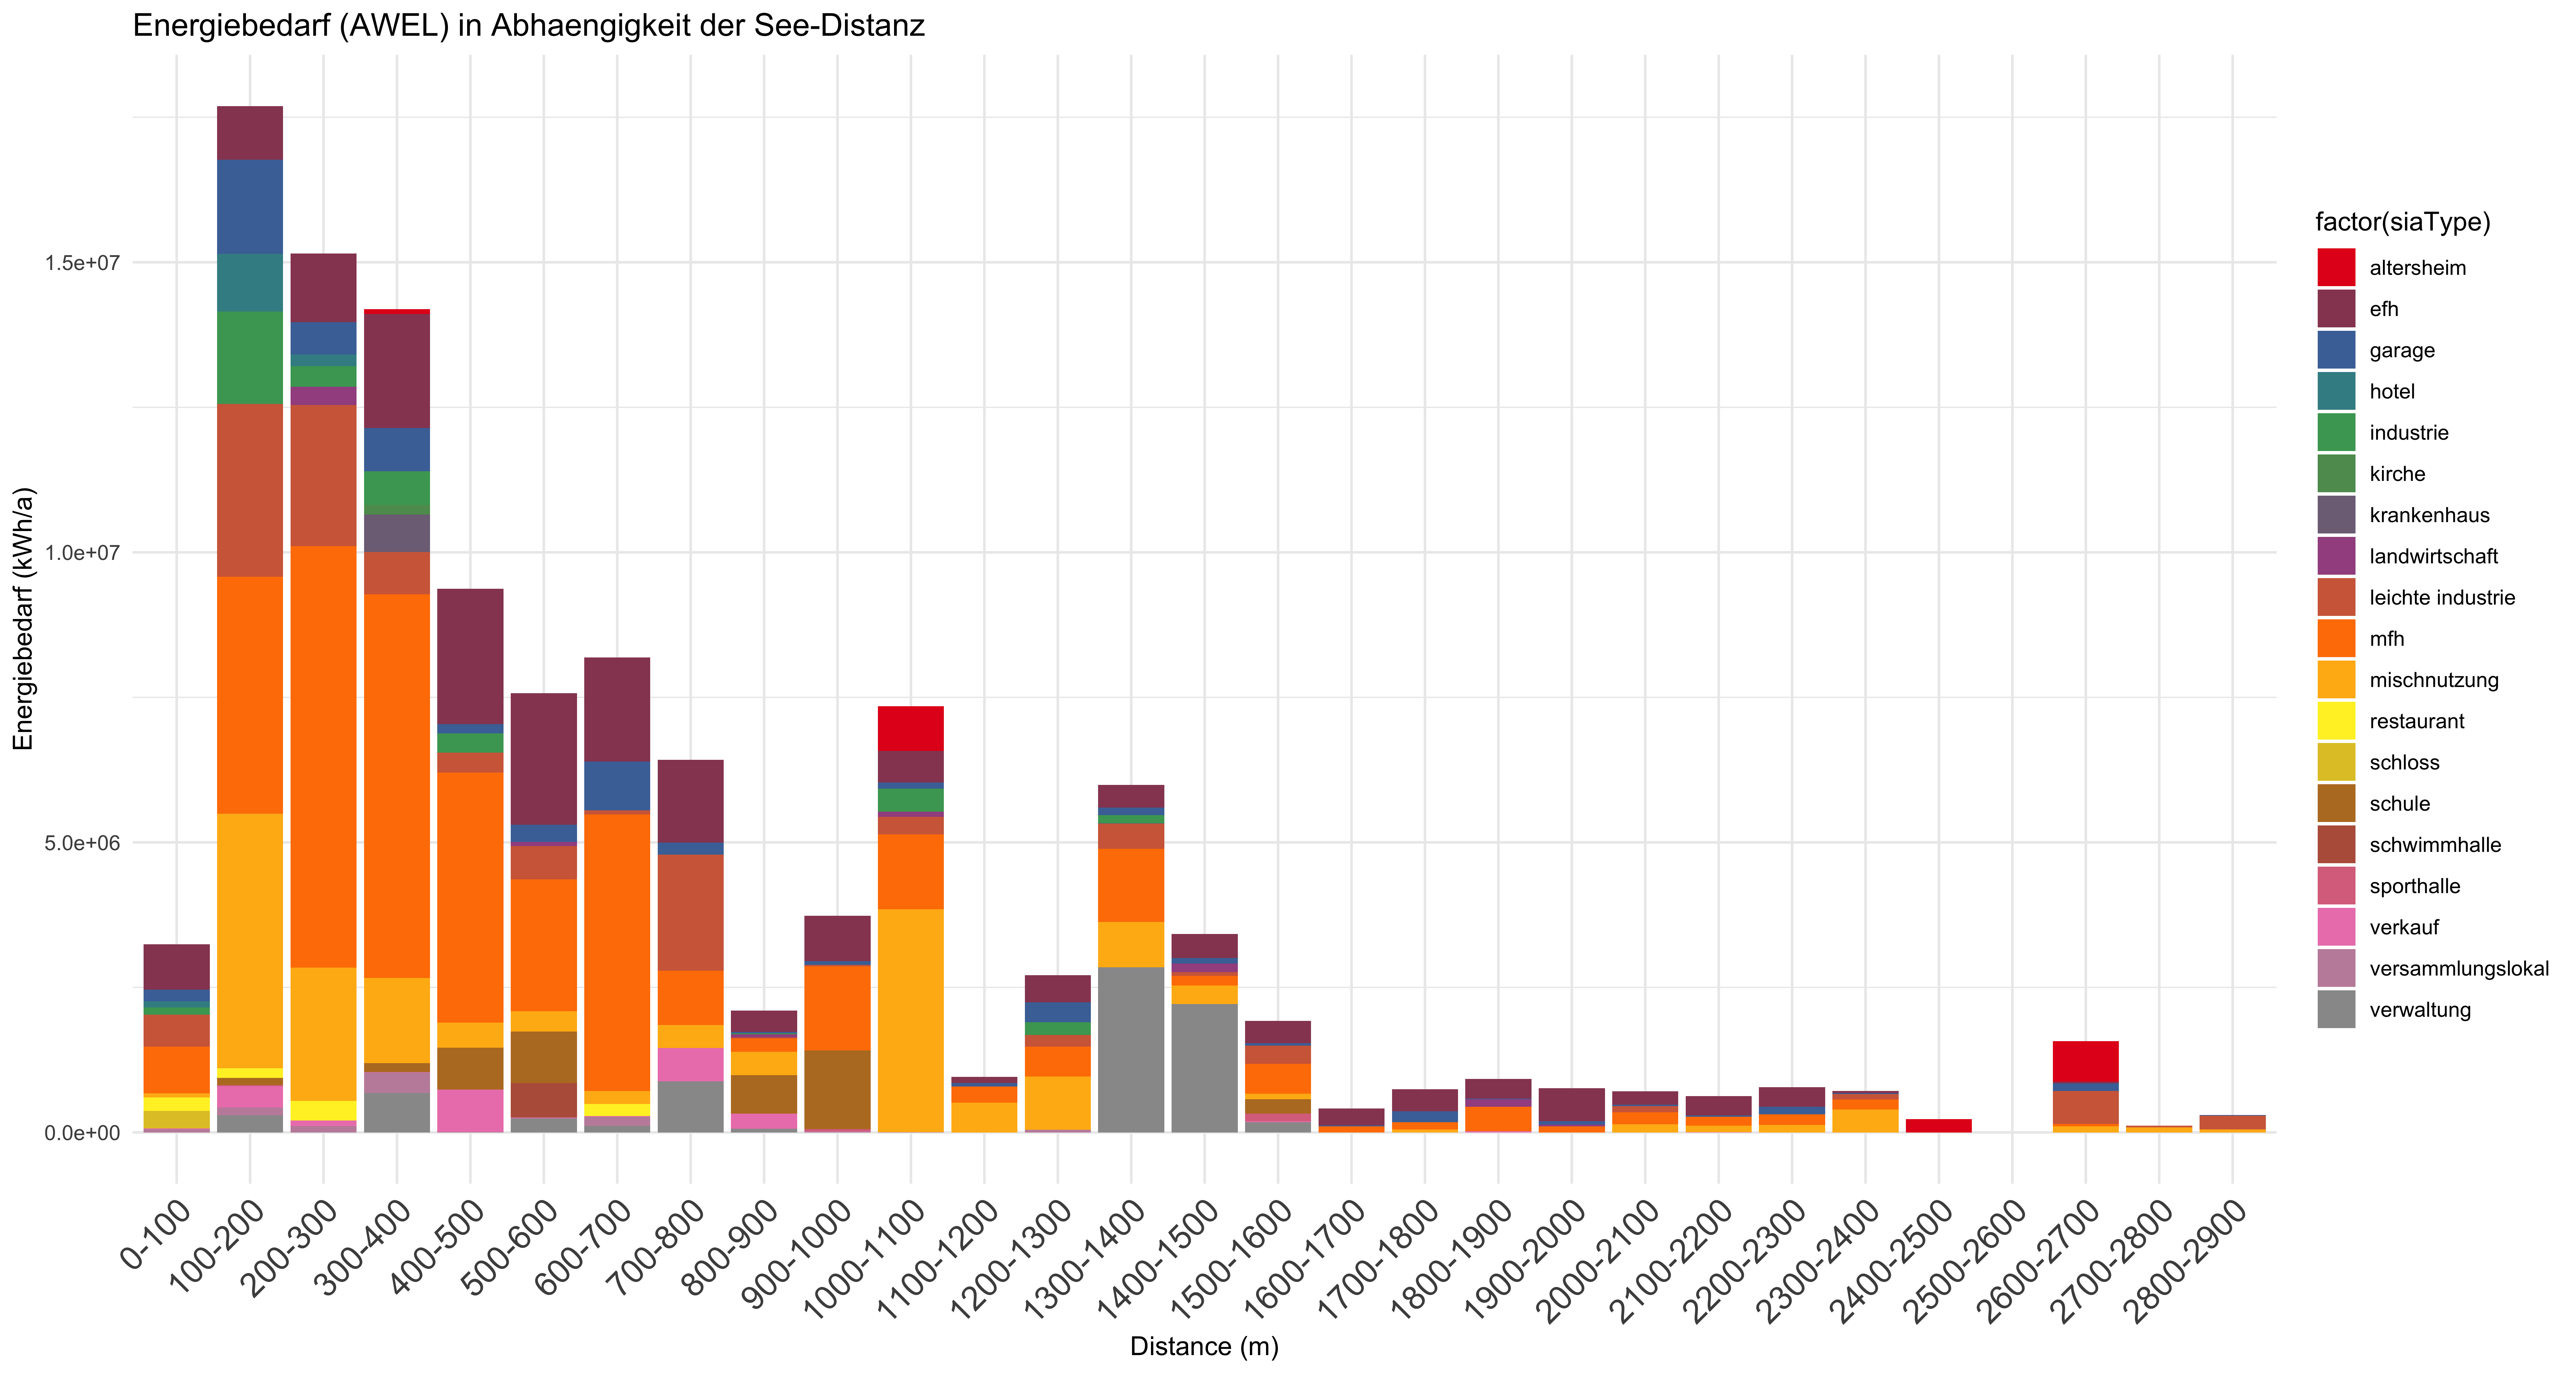 Energiebedarf (AWEL) in Abhaengigkeit der See-Distanz
Energiebedarf (kWh/a)
1.5e+07
1.0e+07
5.0e+06
0.0e+00
0-100
100-200
200-300
300-400
400-500
500-600
600-700
700-800
800-900
900-1000
1000-1100
1100-1200
1200-1300
1300-1400
1400-1500
1500-1600
1600-1700
1700-1800
1800-1900
1900-2000
2000-2100
2100-2200
2200-2300
2300-2400
2400-2500
2500-2600
2600-2700
2700-2800
2800-2900
Distance (m)
factor(siaType)
altersheim
efh
garage
hotel
industrie
kirche
krankenhaus
landwirtschaft
leichte industrie
mfh
mischnutzung
restaurant
schloss
schule
schwimmhalle
sporthalle
verkauf
versammlungslokal
verwaltung